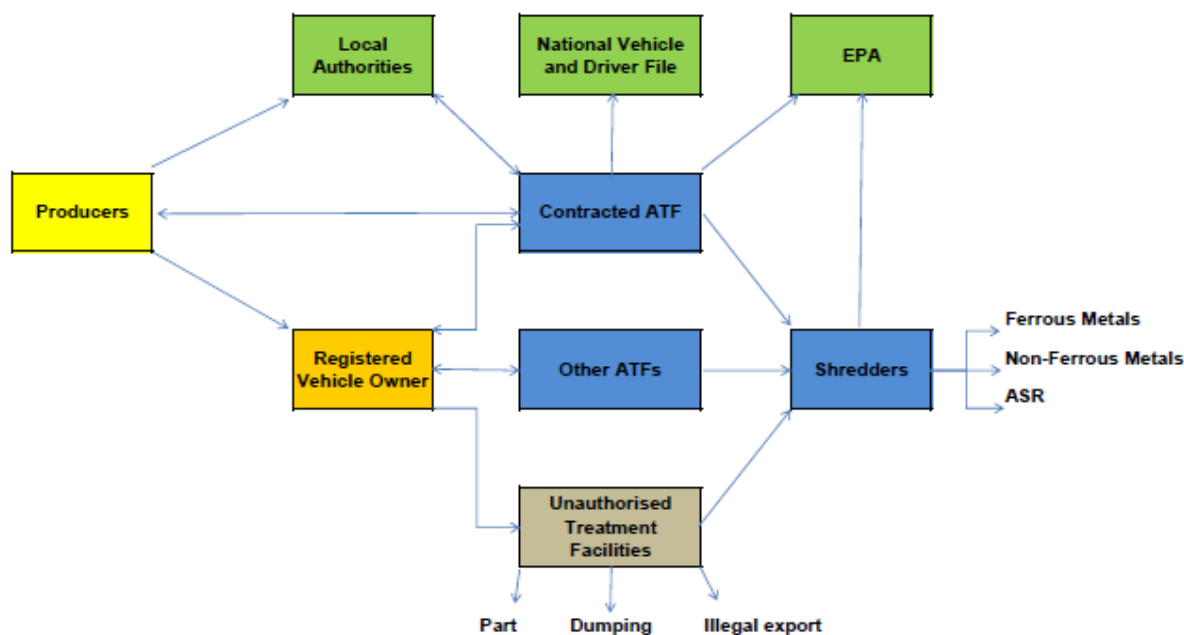 Local
Authorities
National Vehicle
and Driver File
EPA
Producers
Contracted ATF
Registered
Vehicle Owner
Other ATFs
Shredders
Ferrous Metals
Non-Ferrous Metals
ASR
Unauthorised
Treatment
Facilities
Part
Dumping
Illegal export